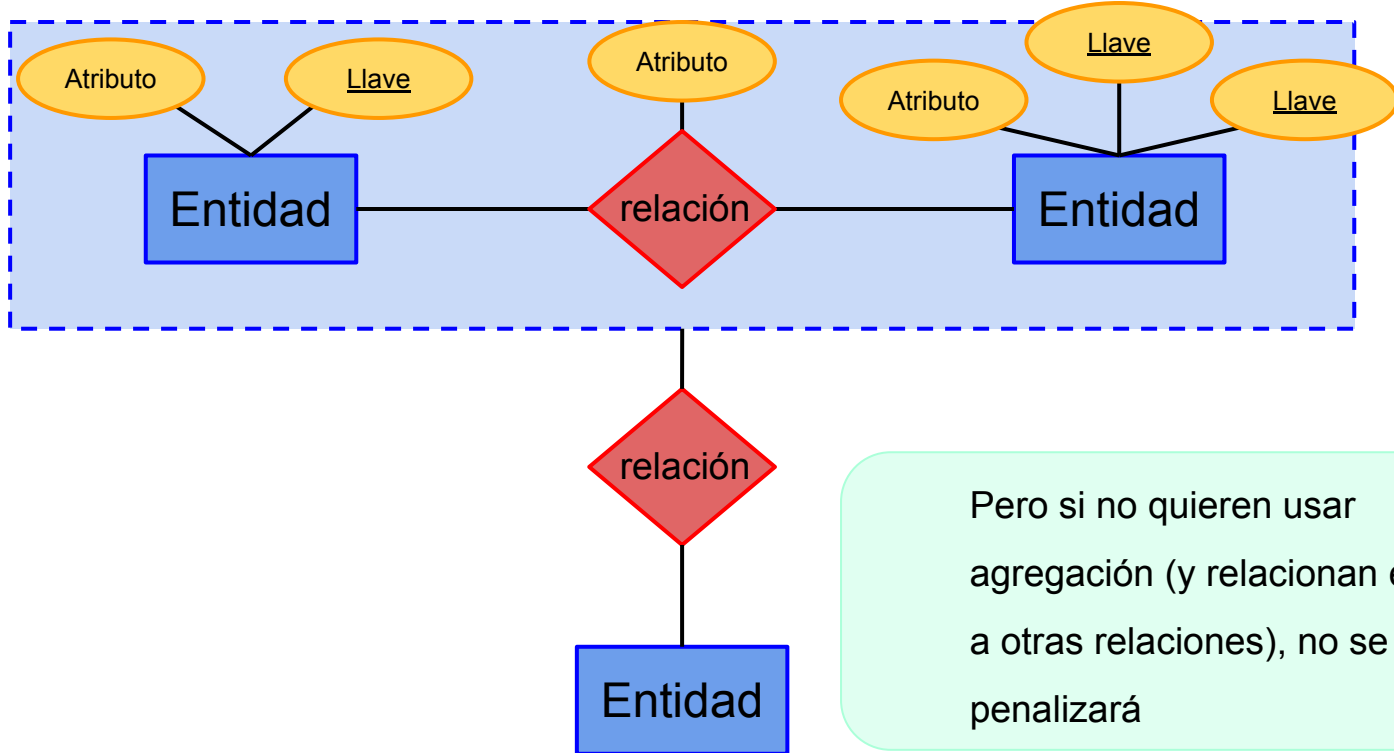 Atributo
Llave
Atributo
Atributo
Llave
Llave
Entidad
relación
Entidad
relación
Entidad
Pero si no quieren usar
agregación (y relacionan
a otras relaciones), no se
penalizará